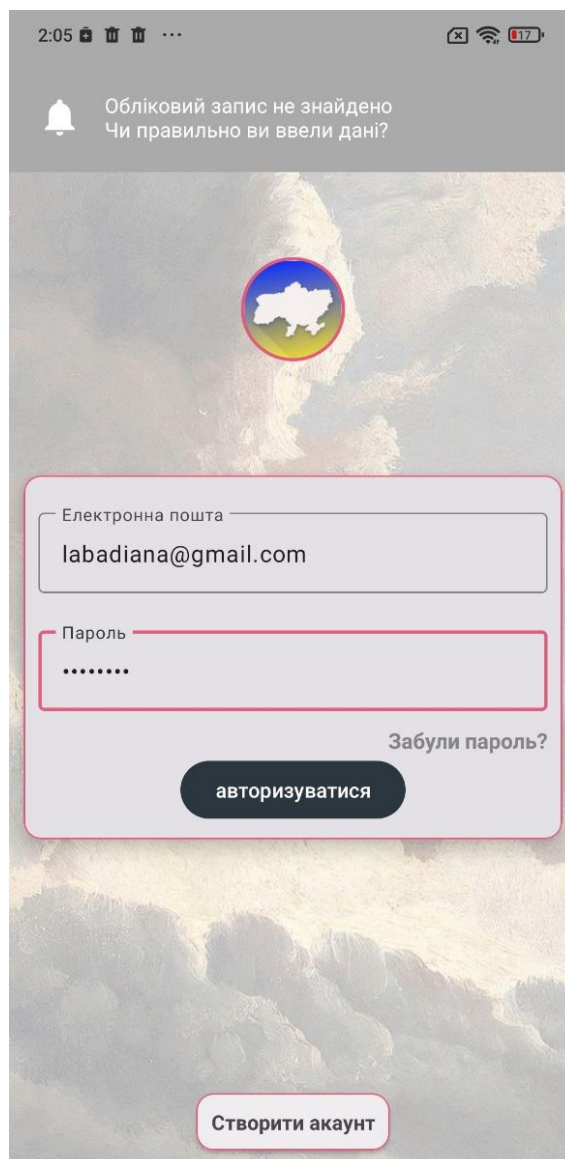 2:05
17
Обліковий запис не знайдено
Чи правильно ви ввели дані?
Електронна пошта
labadiana@gmail.com
Пароль
••••••••
Забули пароль?
авторизуватися
Створити акаунт